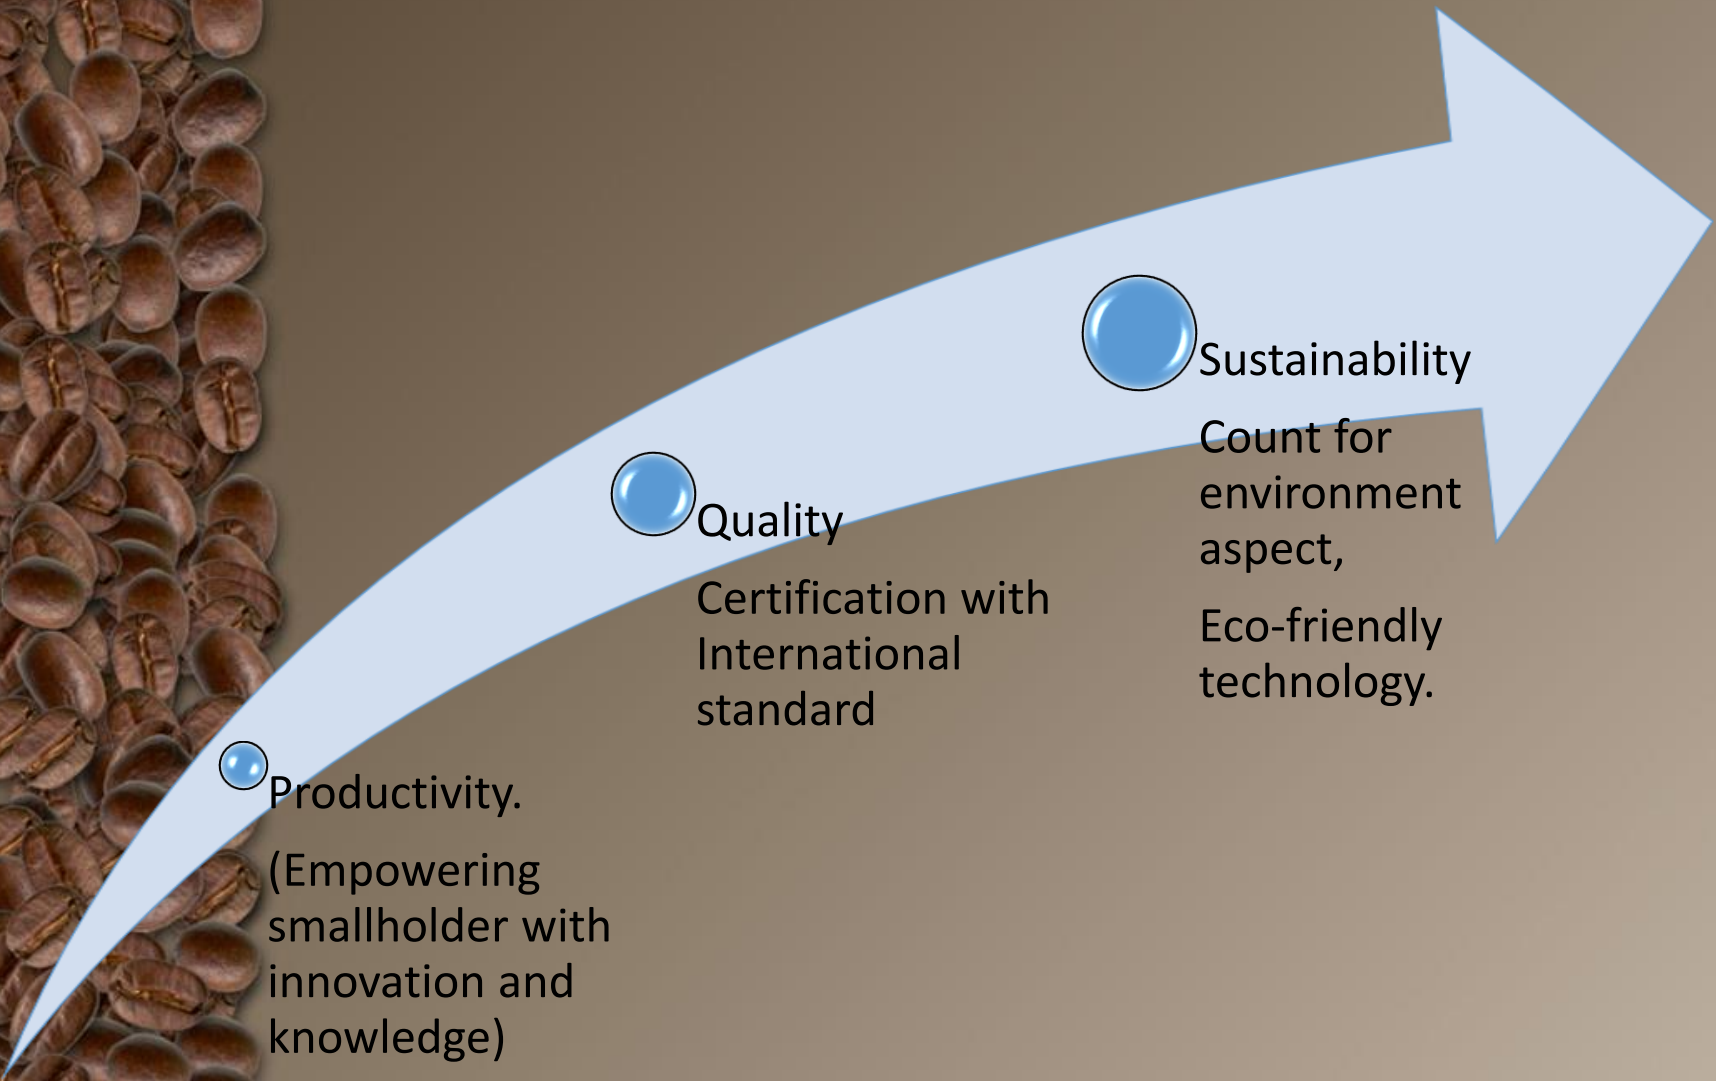 Sustainability
Count for
environment
aspect,
Eco-friendly
technology.
Quality
Certification with
International
standard
Productivity.
(Empowering
smallholder with
innovation and
knowledge)